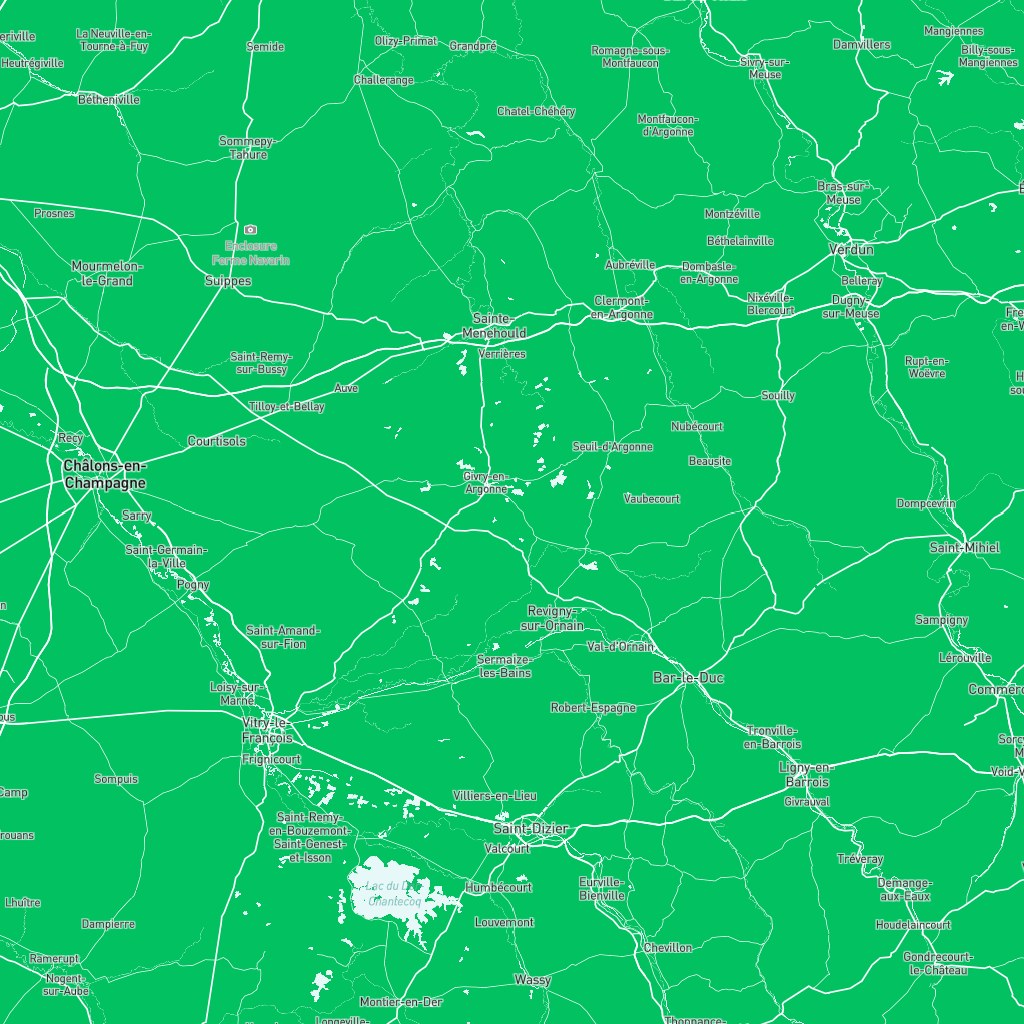 La Neuville-en-
Tourne-à-Fuy
Semide
Olizy-Primat
Grandpré
Romagne-sous-
Montfaucon
Damvillers
Mangiennes
Billy-sous-
Mangiennes
Sivry-sur-
Meuse
Heutrégiville
Challerange
Bétheniville
Chatel-Chéhéry
Montfaucon-
d'Argonne
Sommepy-
Tahure
Bras-sur-
Meuse
Prosnes
Montzéville
Enclosure
Ferme Navarin
Béthelainville
Verdun
Mourmelon-
le-Grand
Suippes
Aubréville
Dombasle-
en-Argonne
Belleray
Clermont-
en-Argonne
Nixéville-
Blercourt
Dugny-
sur-Meuse
Sainte-
Menehould
Verrières
Saint-Remy-
sur-Bussy
Rupt-en-
Woëvre
Auve
Souilly
Tilloy-et-Bellay
Nubécourt
Recy
Courtisols
Seuil-d'Argonne
Beausite
Châlons-en-
Champagne
Givry-en-
Argonne
Vaubecourt
Dompcevrin
Sarry
Saint-Germain-
la-Ville
Saint-Mihiel
Pogny
Revigny-
sur-Ornain
Sampigny
Saint-Amand-
sur-Fion
Val-d'Ornain
Lérouville
Sermaize-
les-Bains
Bar-le-Duc
Loisy-sur-
Marne
Robert-Espagne
Vitry-le-
François
Tronville-
en-Barrois
Frignicourt
Ligny-en-
Barrois
Sompuis
Villiers-en-Lieu
Givrauval
Saint-Remy-
en-Bouzemont-
Saint-Genest-
et-Isson
Saint-Dizier
Valcourt
Tréveray
Lac du Der
Chantecoq
Humbécourt
Eurville-
Bienville
Demange-
aux-Eaux
Lhuître
Dampierre
Louvemont
Houdelaincourt
Chevillon
Ramerupt
Gondrecourt-
le-Château
Nogent-
sur-Aube
Wassy
Montier-en-Der